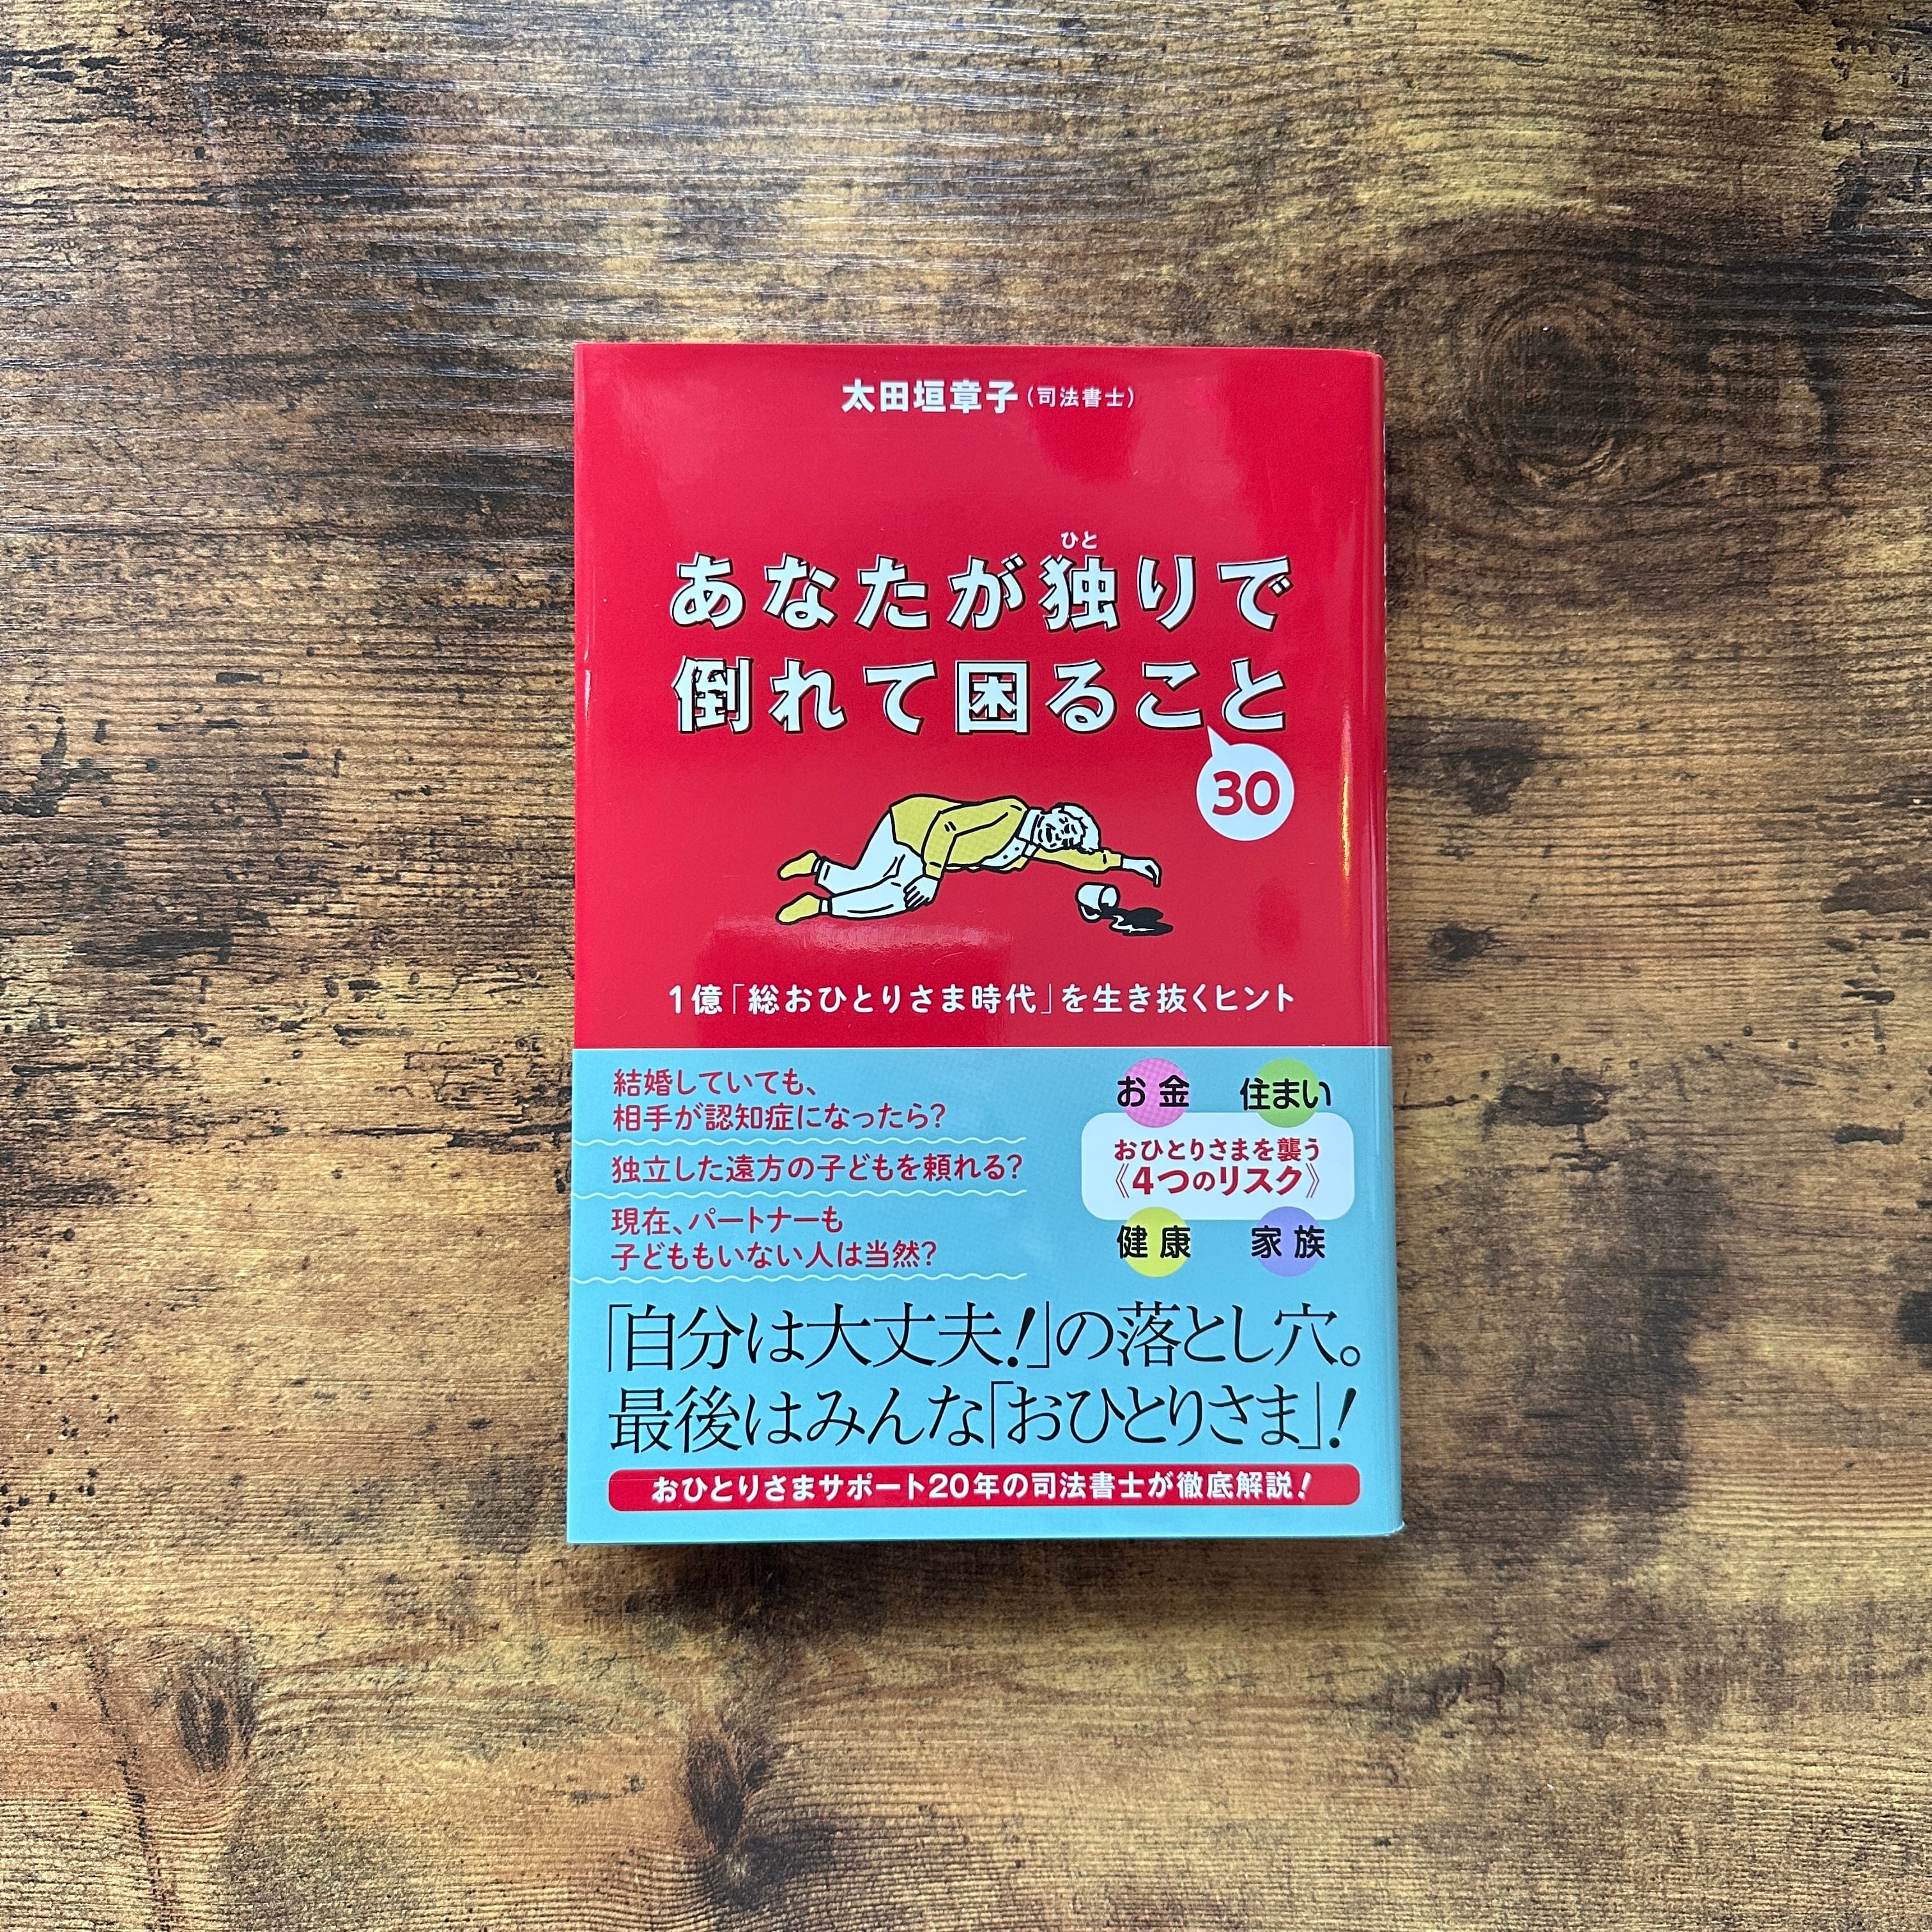 太田垣章子(司法書士)
ひと
あなたが独りで
倒れて困ること
30
1億「総おひとりさま時代」を生き抜くヒント
結婚していても、
相手が認知症になったら?
独立した遠方の子どもを頼れる?
現在、パートナーも
子どももいない人は当然?
お金
住まい
おひとりさまを襲う
《4つのリスク》
健康
家族
「自分は大丈夫!」の落とし穴。
最後はみんな「おひとりさま」!
おひとりさまサポート20年の司法書士が徹底解説!